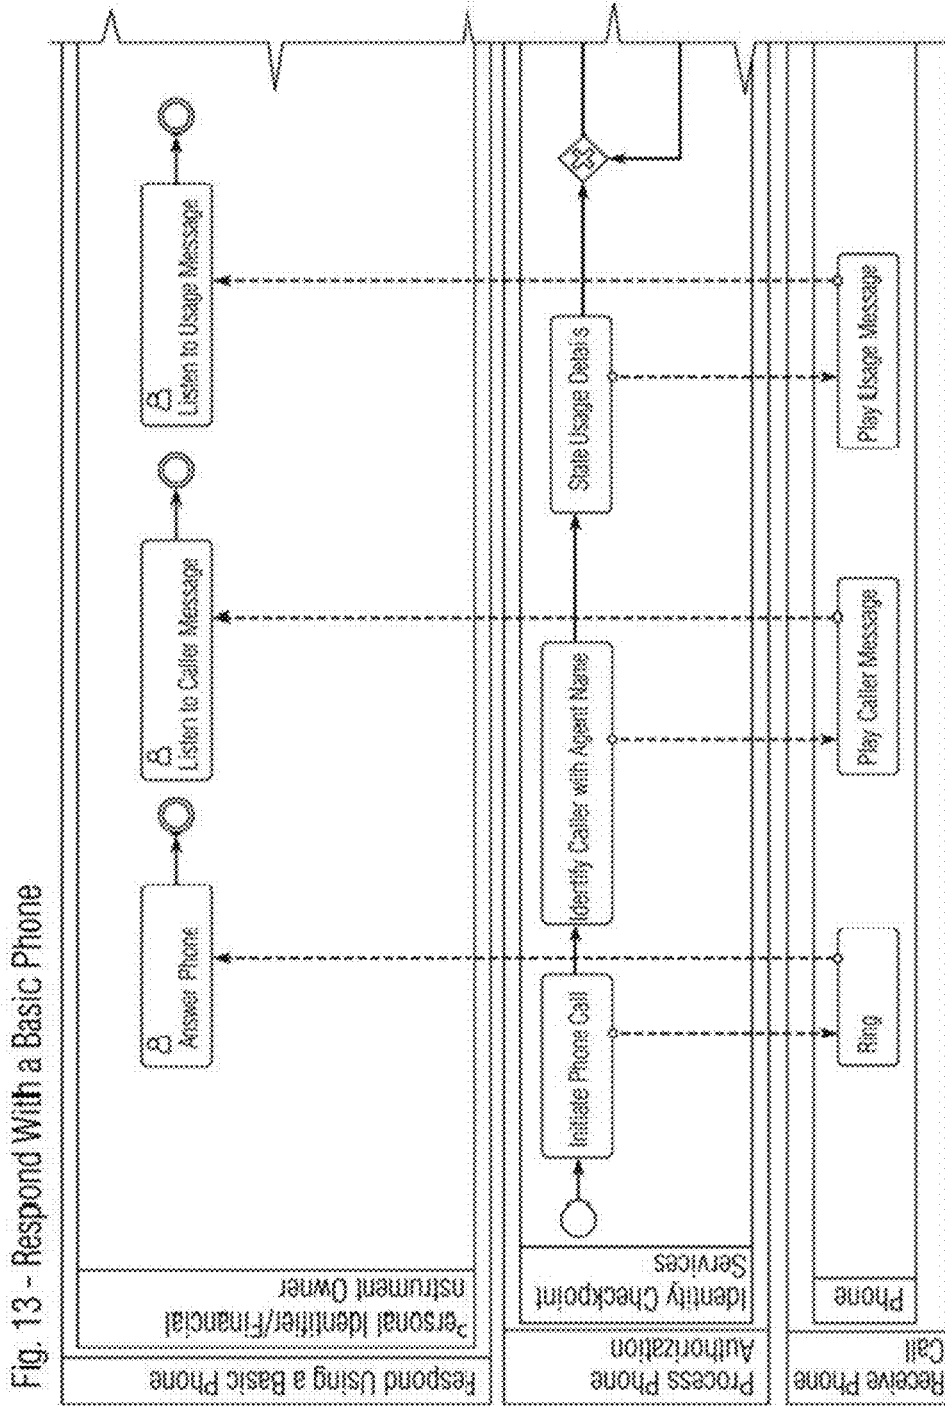 Fig. 13 - Respond With a Basic Phone
Respond Using a Basic Phone
Personal Identifier/Financial
nstrument Owner
Answer Phone
Listen to Caller Message
Listen to Usage Message
Process Phone
Authorization
Identity Checkpoint
Services
Initiate Phone Call
Identify Caller with Agent Name
State Usage Details
Receive Phone
Call
Phone
Ring
Play Caller Message
Play Usage Message